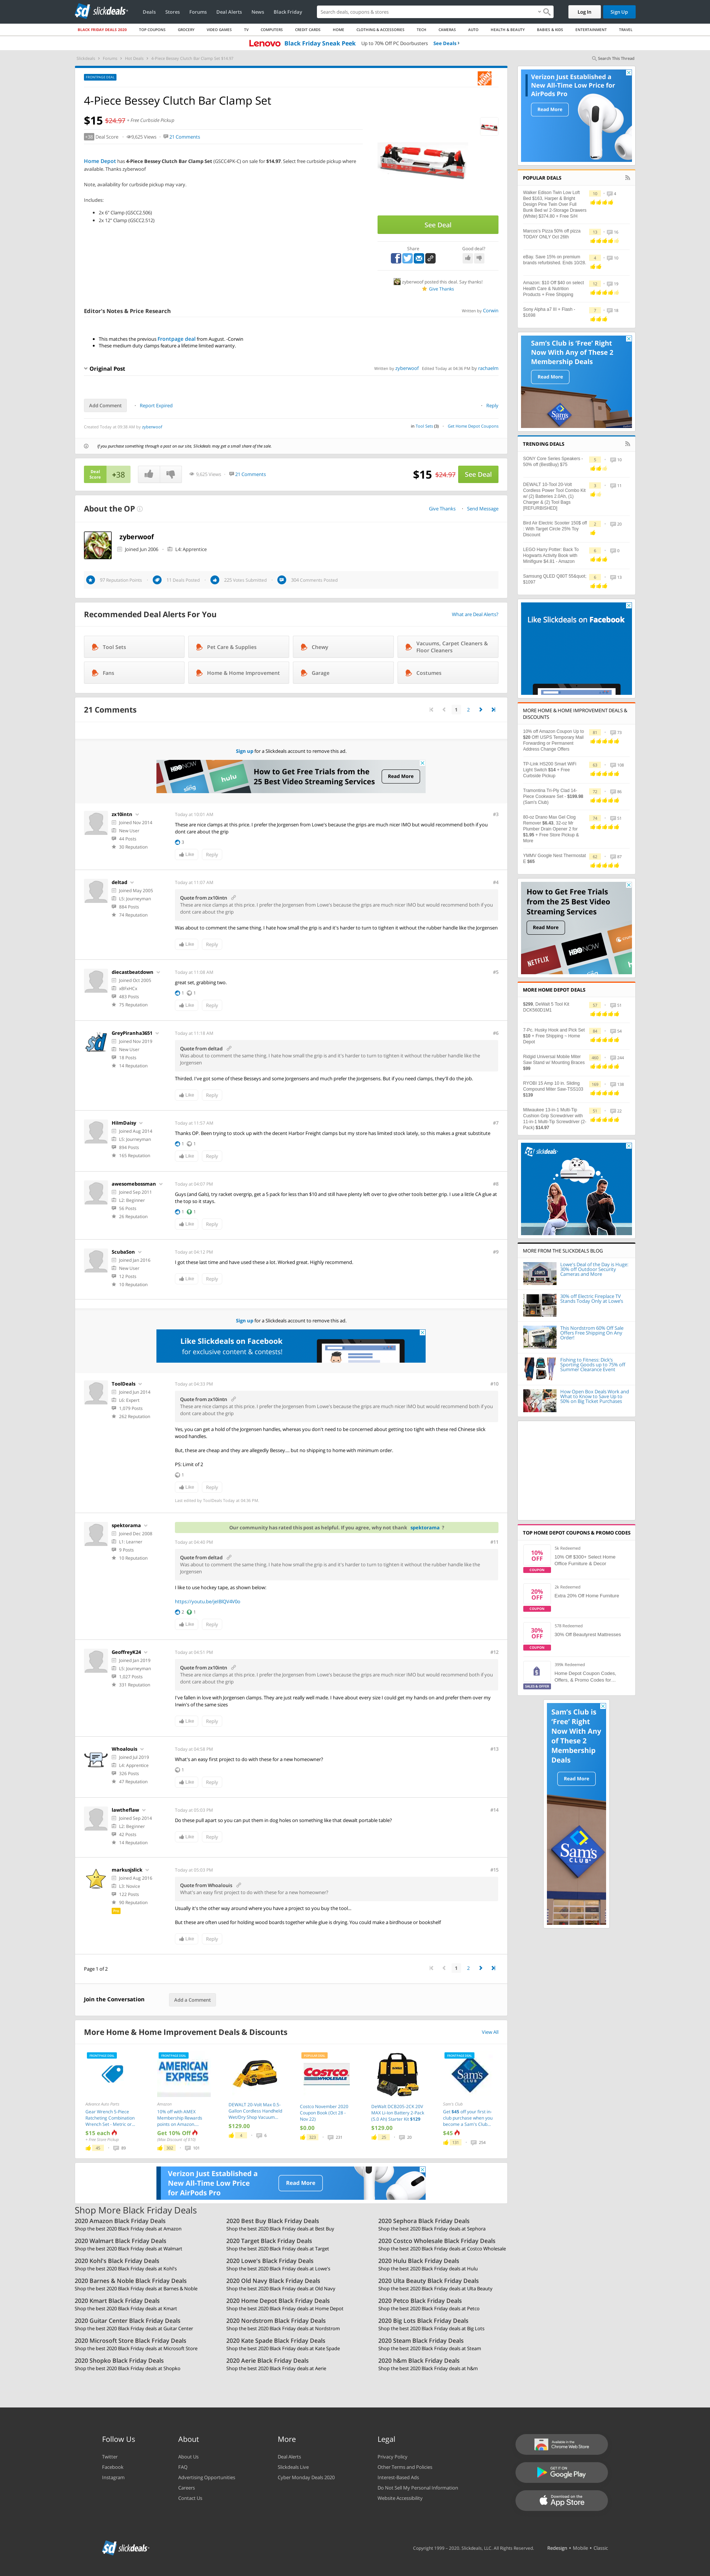 slickdeals
Deals
Stores
Forums
Deal Alerts
News
Black Friday
Search deals, coupons & stores
Log In
Sign Up
BLACK FRIDAY DEALS 2020
TOP COUPONS
GROCERY
VIDEO GAMES
TV
COMPUTERS
CREDIT CARDS
HOME
CLOTHING & ACCESSORIES
TECH
CAMERAS
AUTO
HEALTH & BEAUTY
BABIES & KIDS
ENTERTAINMENT
TRAVEL
Lenovo Black Friday Sneak Peek Up to 70% Off PC Doorbusters See Deals
Search This Thread
FRONTPAGE DEAL
4-Piece Bessey Clutch Bar Clamp Set
$15 $24.97 + Free Curbside Pickup
+38 Deal Score 9,625 Views 21 Comments
Home Depot has 4-Piece Bessey Clutch Bar Clamp Set (GSCC4PK-C) on sale for $14.97. Select free curbside pickup where
available. Thanks zyberwoof
Note, availability for curbside pickup may vary.
Includes:
2x 6" Clamp (GSCC2.506)
2x 12" Clamp (GSCC2.512)
See Deal
Share
Good deal?
zyberwoof posted this deal. Say thanks!
Give Thanks
Editor's Notes & Price Research
Written by Corwin
This matches the previous Frontpage deal from August. -Corwin
These medium duty clamps feature a lifetime limited warranty.
Original Post
Written by zyberwoof Edited Today at 04:36 PM by rachaelm
Add Comment
Report Expired
Reply
Created Today at 09:38 AM by zyberwoof
in Tool Sets (3) Get Home Depot Coupons
If you purchase something through a post on our site, Slickdeals may get a small share of the sale.
Deal Score +38
9,625 Views 21 Comments
$15 $24.97 See Deal
About the OP
Give Thanks Send Message
zyberwoof
Joined Jun 2006 L4: Apprentice
97 Reputation Points
11 Deals Posted
225 Votes Submitted
304 Comments Posted
Recommended Deal Alerts For You
What are Deal Alerts?
Tool Sets
Pet Care & Supplies
Chewy
Vacuums, Carpet Cleaners & Floor Cleaners
Fans
Home & Home Improvement
Garage
Costumes
21 Comments
1 2
Sign up for a Slickdeals account to remove this ad.
How to Get Free Trials from the 25 Best Video Streaming Services
Read More
zx10intn
Joined Nov 2014
New User
44 Posts
30 Reputation
Today at 10:01 AM
#3
These are nice clamps at this price. I prefer the Jorgensen from Lowe's because the grips are much nicer IMO but would recommend both if you
dont care about the grip
3
Like Reply
deltad
Joined May 2005
L5: Journeyman
884 Posts
74 Reputation
Today at 11:07 AM
#4
Quote from zx10intn
These are nice clamps at this price. I prefer the Jorgensen from Lowe's because the grips are much nicer IMO but would recommend both if you
dont care about the grip
Was about to comment the same thing. I hate how small the grip is and it's harder to turn to tighten it without the rubber handle like the Jorgensen
Like Reply
diecastbeatdown
Joined Oct 2005
483 Posts
75 Reputation
Today at 11:08 AM
#5
great set, grabbing two.
1 1
Like Reply
GreyPiranha3651
Joined Nov 2019
New User
18 Posts
14 Reputation
Today at 11:18 AM
#6
Quote from deltad
Was about to comment the same thing. I hate how small the grip is and it's harder to turn to tighten it without the rubber handle like the
Jorgensen
Thirded. I've got some of these Besseys and some Jorgensens and much prefer the Jorgensens. But if you need clamps, they'll do the job.
Like Reply
HiImDaisy
Joined Aug 2014
L5: Journeyman
894 Posts
165 Reputation
Today at 11:57 AM
#7
Thanks OP. Been trying to stock up with the decent Harbor Freight clamps but my store has limited stock lately, so this makes a great substitute
1 1
Like Reply
awesomebossman
Joined Sep 2011
L2: Beginner
56 Posts
26 Reputation
Today at 04:07 PM
#8
Guys (and Gals), try racket overgrip, get a 5 pack for less than $10 and still have plenty left over to give other tools better grip. I use a little CA glue at
the top so it stays.
1 1
Like Reply
ScubaSon
Joined Jan 2016
New User
12 Posts
10 Reputation
Today at 04:12 PM
#9
I got these last time and have used these a lot. Worked great. Highly recommend.
Like Reply
Sign up for a Slickdeals account to remove this ad.
Like Slickdeals on Facebook
for exclusive content & contests!
ToolDeals
Joined Jun 2014
L6: Expert
1,079 Posts
262 Reputation
Today at 04:33 PM
#10
Quote from zx10intn
These are nice clamps at this price. I prefer the Jorgensen from Lowe's because the grips are much nicer IMO but would recommend both if you
dont care about the grip
Yes, you can get a hold of the Jorgensen handles, whereas you don't need to be concerned about getting too tight with these red Chinese slick
wood handles.
But, these are cheap and they are allegedly Bessey.... but no shipping to home with minimum order.
PS: Limit of 2
1
Like Reply
Last edited by ToolDeals Today at 04:36 PM.
spektorama
Joined Dec 2008
L1: Learner
9 Posts
10 Reputation
Our community has rated this post as helpful. If you agree, why not thank spektorama ?
Today at 04:40 PM
#11
Quote from deltad
Was about to comment the same thing. I hate how small the grip is and it's harder to turn to tighten it without the rubber handle like the
Jorgensen
I like to use hockey tape, as shown below.
2 1
Like Reply
GeoffreyK24
Joined Jan 2019
L5: Journeyman
1,027 Posts
331 Reputation
Today at 04:51 PM
#12
Quote from zx10intn
These are nice clamps at this price. I prefer the Jorgensen from Lowe's because the grips are much nicer IMO but would recommend both if you
dont care about the grip
I've fallen in love with Jorgensen clamps. They are just really well-made. I have about every size I could get my hands on and prefer them over my
Irwin's of the same sizes
Like Reply
Whoalouis
Joined Jul 2019
L4: Apprentice
326 Posts
47 Reputation
Today at 04:58 PM
#13
What's an easy first project to do with these for a new homeowner?
1
Like Reply
lawtheflaw
Joined Sep 2014
L2: Beginner
42 Posts
14 Reputation
Today at 05:03 PM
#14
Do these pull apart so you can put them in dog holes on something like that dewalt portable table?
Like Reply
markusjslick
Joined Aug 2016
L3: Novice
122 Posts
90 Reputation
Today at 05:03 PM
#15
Quote from Whoalouis
What's an easy first project to do with these for a new homeowner?
Usually it's the other way around where you have a project so you buy the tool...
But these are often used for holding wood boards together while glue is drying. You could make a birdhouse or bookshelf
Like Reply
Page 1 of 2
1 2
Join the Conversation
Add a Comment
More Home & Home Improvement Deals & Discounts
View All
Gear Wrench 5-Piece Ratcheting Combination Wrench Set - Metric or...
$15 each
AMERICAN EXPRESS
Amazon
10% off with AMEX Membership Rewards points on Amazon...
Get 10% Off
DEWALT 20-Volt Max 0.5-Gallon Cordless Handheld Wet/Dry Shop Vacuum...
$129.00
COSTCO WHOLESALE
Costco November 2020 Coupon Book (Oct 28 - Nov 22)
$0.00
DeWalt DCB205-2CK 20V MAX Li-Ion Battery 2-Pack (5.0 Ah) Starter Kit $129
$129.00
Sam's Club
Get $45 off your first in-club purchase when you become a Sam's Club...
$45
Verizon Just Established a New All-Time Low Price for AirPods Pro
Read More
Shop More Black Friday Deals
2020 Amazon Black Friday Deals
Shop the best 2020 Black Friday deals at Amazon
2020 Best Buy Black Friday Deals
Shop the best 2020 Black Friday deals at Best Buy
2020 Sephora Black Friday Deals
Shop the best 2020 Black Friday deals at Sephora
2020 Walmart Black Friday Deals
Shop the best 2020 Black Friday deals at Walmart
2020 Target Black Friday Deals
Shop the best 2020 Black Friday deals at Target
2020 Costco Wholesale Black Friday Deals
Shop the best 2020 Black Friday deals at Costco Wholesale
2020 Kohl's Black Friday Deals
Shop the best 2020 Black Friday deals at Kohl's
2020 Lowe's Black Friday Deals
Shop the best 2020 Black Friday deals at Lowe's
2020 Hulu Black Friday Deals
Shop the best 2020 Black Friday deals at Hulu
2020 Barnes & Noble Black Friday Deals
Shop the best 2020 Black Friday deals at Barnes & Noble
2020 Old Navy Black Friday Deals
Shop the best 2020 Black Friday deals at Old Navy
2020 Ulta Beauty Black Friday Deals
Shop the best 2020 Black Friday deals at Ulta Beauty
2020 Kmart Black Friday Deals
Shop the best 2020 Black Friday deals at Kmart
2020 Home Depot Black Friday Deals
Shop the best 2020 Black Friday deals at Home Depot
2020 Petco Black Friday Deals
Shop the best 2020 Black Friday deals at Petco
2020 Guitar Center Black Friday Deals
Shop the best 2020 Black Friday deals at Guitar Center
2020 Nordstrom Black Friday Deals
Shop the best 2020 Black Friday deals at Nordstrom
2020 Big Lots Black Friday Deals
Shop the best 2020 Black Friday deals at Big Lots
2020 Microsoft Store Black Friday Deals
Shop the best 2020 Black Friday deals at Microsoft Store
2020 Kate Spade Black Friday Deals
Shop the best 2020 Black Friday deals at Kate Spade
2020 Steam Black Friday Deals
Shop the best 2020 Black Friday deals at Steam
2020 Shopko Black Friday Deals
Shop the best 2020 Black Friday deals at Shopko
2020 Aerie Black Friday Deals
Shop the best 2020 Black Friday deals at Aerie
2020 h&m Black Friday Deals
Shop the best 2020 Black Friday deals at h&m
Verizon Just Established a New All-Time Low Price for AirPods Pro
Read More
POPULAR DEALS
Walker Edison Twin Low Loft Bed $163, Harper & Bright Design Pine Twin Over Full Bunk Bed w/ 2-Storage Drawers (White) $374.80 + Free S/H
Marcos's Pizza 50% off pizza TODAY ONLY Oct 26th
eBay: Save 15% on premium brands refurbished. Ends 10/26
Amazon: $10 Off $60 on select Health Care & Nutrition Products + Free Shipping
Sony Alpha a7 III + Flash - $1698
Sam's Club is 'Free' Right Now With Any of These 2 Membership Deals
Read More
TRENDING DEALS
SONY Core Series Speakers - 50% off (BestBuy) $75
DEWALT 16-Tool 20-Volt Cordless Power Tool Combo Kit w/ (2) Batteries 2.0Ah, (1) Charger & (2) Tool Bags [REFURBISHED]
Bird Air Electric Scooter 150$ off : With Target Circle 25% Toy Discount
LEGO Harry Potter: Back To Hogwarts Activity Book with Minifigure $4.91 - Amazon
Samsung QLED Q80T 55&quot; $1097
Like Slickdeals on Facebook
MORE HOME & HOME IMPROVEMENT DEALS & DISCOUNTS
10% off Amazon Coupon Up to $20 Off! USPS Temporary Mail Forwarding or Permanent Address Change Offers
TP-Link HS200 Smart WiFi Light Switch $14 + Free Curbside Pickup
Tramontina Tri-Ply Clad 14-Piece Cookware Set - $199.98 (Sam's Club)
80-oz Drano Max Gel Clog Remover $6.43, 32-oz Mr Plumber Drain Opener 2 for $1.95 + Free Store Pickup & More
YMMV Google Nest Thermostat E $65
How to Get Free Trials from the 25 Best Video Streaming Services
Read More
MORE HOME DEPOT DEALS
$299, DeWalt 5 Tool Kit DCK560D1M1
7-Pc. Husky Hook and Pick Set $10 + Free Shipping ~ Home Depot
Ridgid Universal Mobile Miter Saw Stand w/ Mounting Braces $99
RYOBI 15 Amp 10 in. Sliding Compound Miter Saw-TSS103. $139
Milwaukee 13-in-1 Multi-Tip Cushion Grip Screwdriver with 11-in-1 Multi-Tip Screwdriver (2-Pack) $14.97
slickdeals
MORE FROM THE SLICKDEALS BLOG
Lowe's Deal of the Day is Huge: 30% off Outdoor Security Cameras and More
30% off Electric Fireplace TV Stands Today Only at Lowe's
This Nordstrom 60% Off Sale Offers Free Shipping On Any Order!
Fishing to Fitness: Dick's Sporting Goods up to 75% off Summer Clearance Event
How Open Box Deals Work and What to Know to Save Up to 50% on Big Ticket Purchases
TOP HOME DEPOT COUPONS & PROMO CODES
10% OFF COUPON
10% Off $300+ Select Home Office Furniture & Decor
20% OFF COUPON
Extra 20% Off Home Furniture
30% OFF COUPON
30% Off Beautyrest Mattresses
SALES & OFFER
Home Depot Coupon Codes, Offers, & Promo Codes for...
Sam's Club is 'Free' Right Now With Any of These 2 Membership Deals
Read More
Sam's CLUB
Follow Us
Twitter
Facebook
Instagram
About
About Us
FAQ
Advertising Opportunities
Careers
Contact Us
More
Deal Alerts
Slickdeals Live
Cyber Monday Deals 2020
Legal
Privacy Policy
Other Terms and Policies
Interest-Based Ads
Do Not Sell My Personal Information
Website Accessibility
Available in the Chrome Web Store
GET IT ON Google Play
Download on the App Store
slickdeals
Copyright 1999 - 2020. Slickdeals, LLC. All Rights Reserved.
Redesign • Mobile • Classic